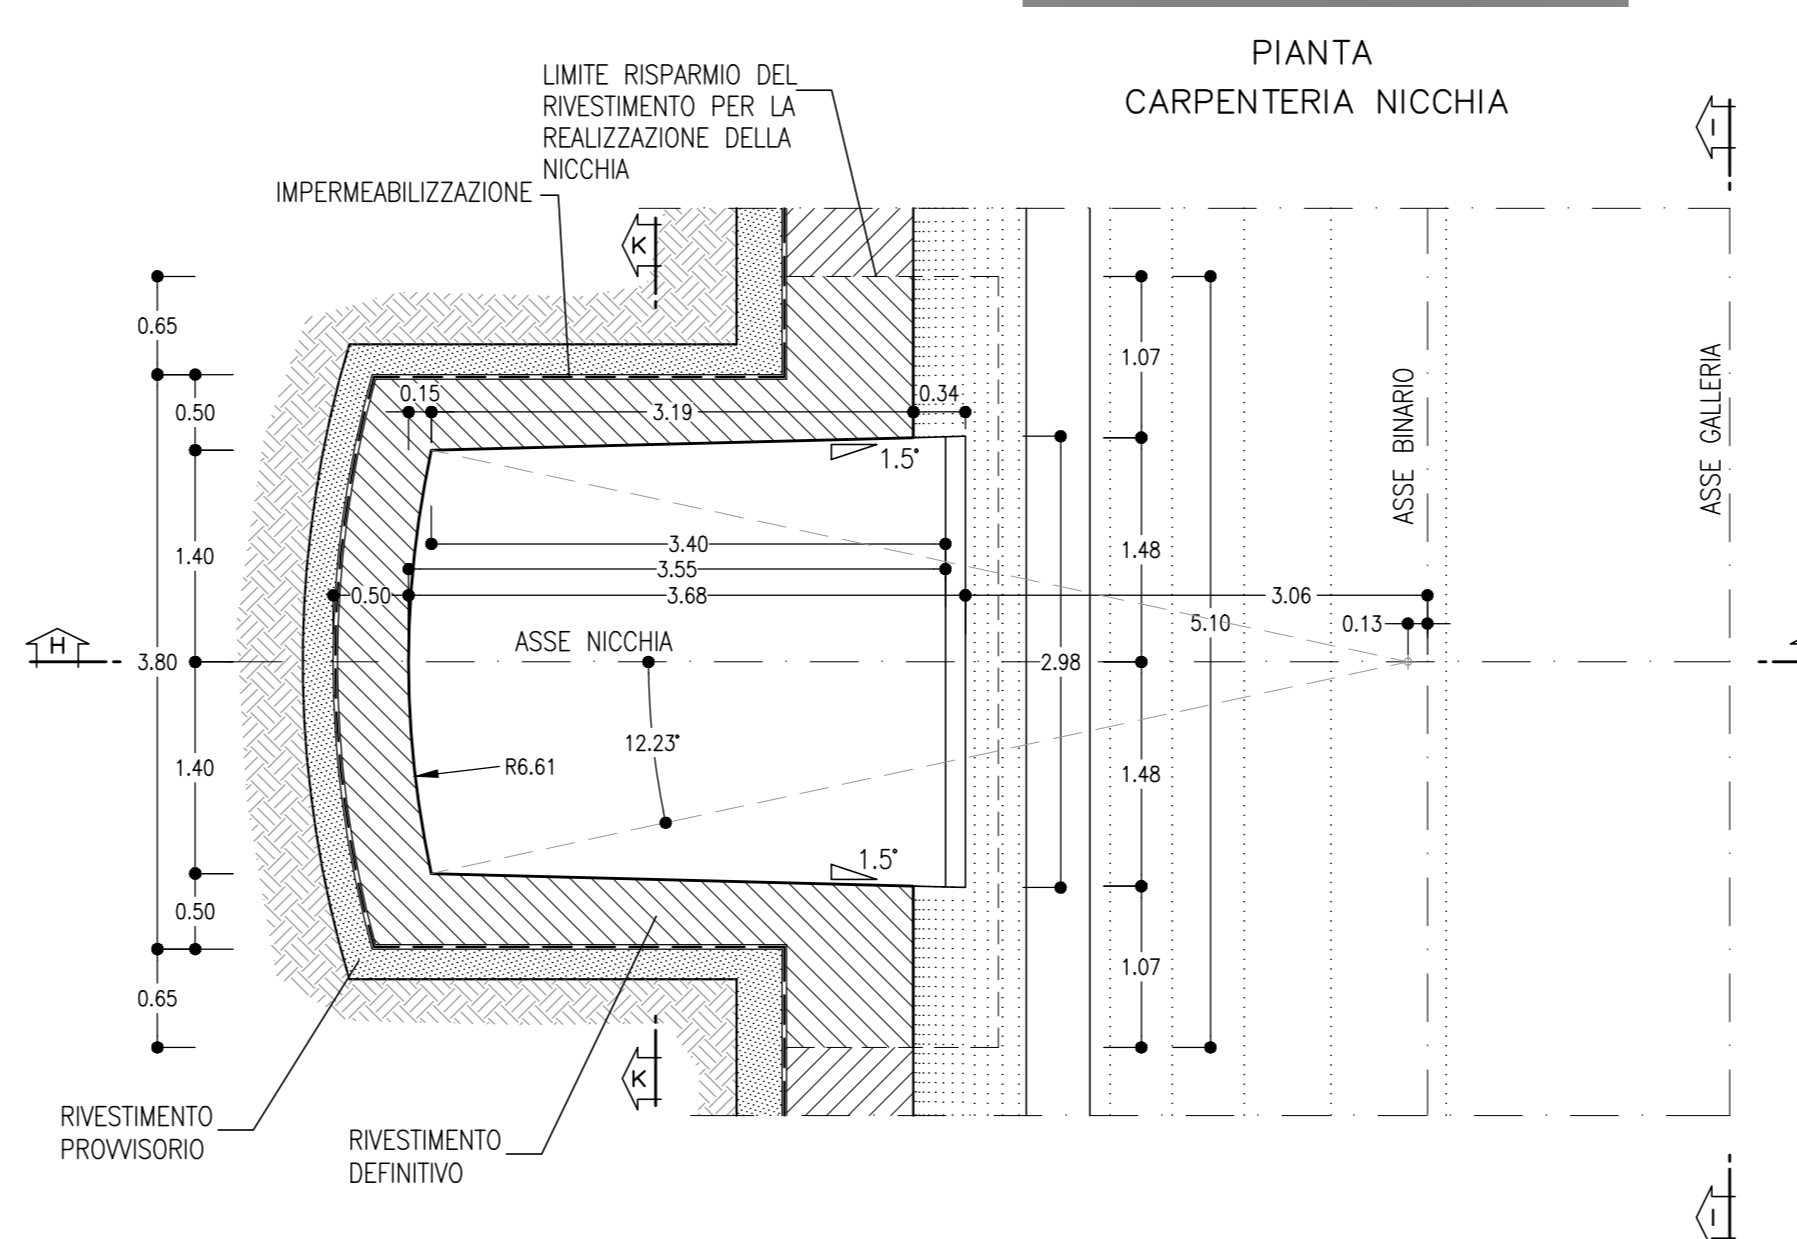 PIANTA
CARPENTERIA NICCHIA
LIMITE RISPARMIO DEL
RIVESTIMENTO PER LA
REALIZZAZIONE DELLA
NICCHIA
IMPERMEABILIZZAZIONE
I
K
0.65
0.50
1.40
3.80
1.40
0.50
0.65
H
0.15
3.19
0.34
1.5°
3.40
3.55
0.50
3.68
3.06
0.13
ASSE NICCHIA
2.98
12.23°
R6.61
1.5°
1.07
1.48
5.10
1.48
1.07
ASSE BINARIO
ASSE GALLERIA
K
RIVESTIMENTO
PROVVISORIO
RIVESTIMENTO
DEFINITIVO
I